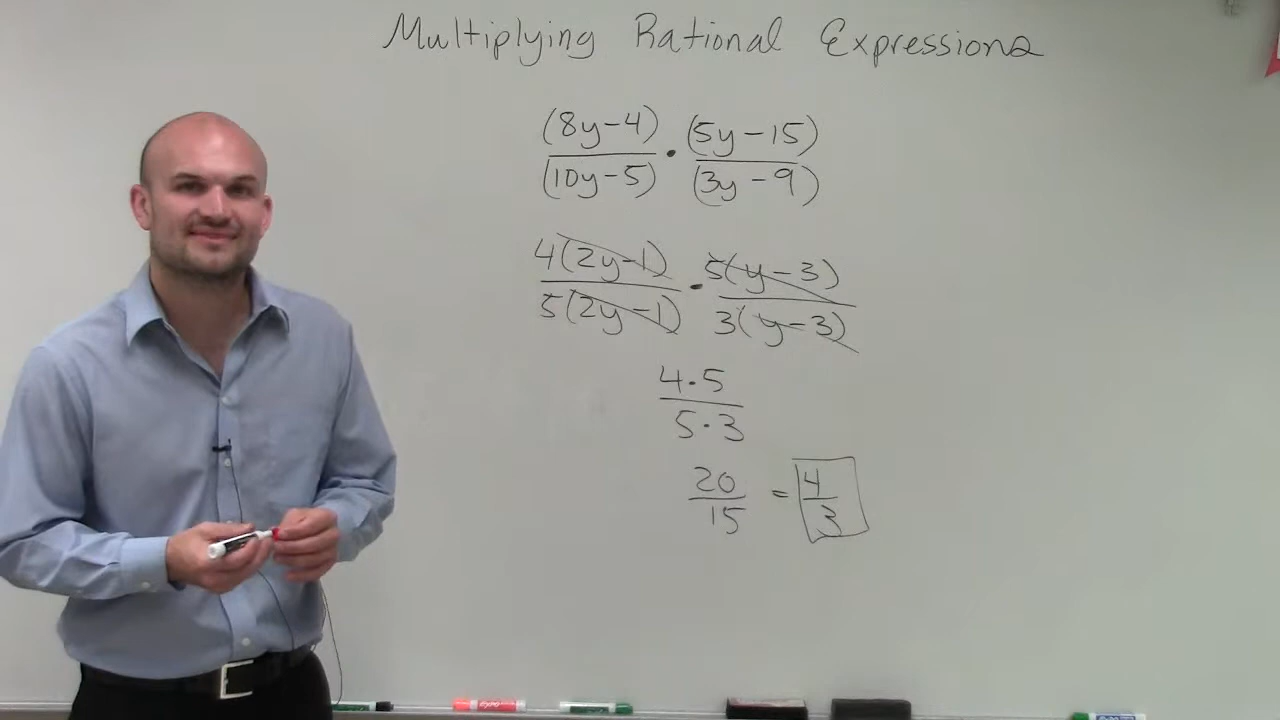 Multiplying Rational Expressions
(8y-4) · (5y-15)
(10y-5) (3y-9)
4(2y-1) · 5(y-3)
5(2y-1) 3(y-3)
4·5
5·3
20 = 4
15 3
EXPO